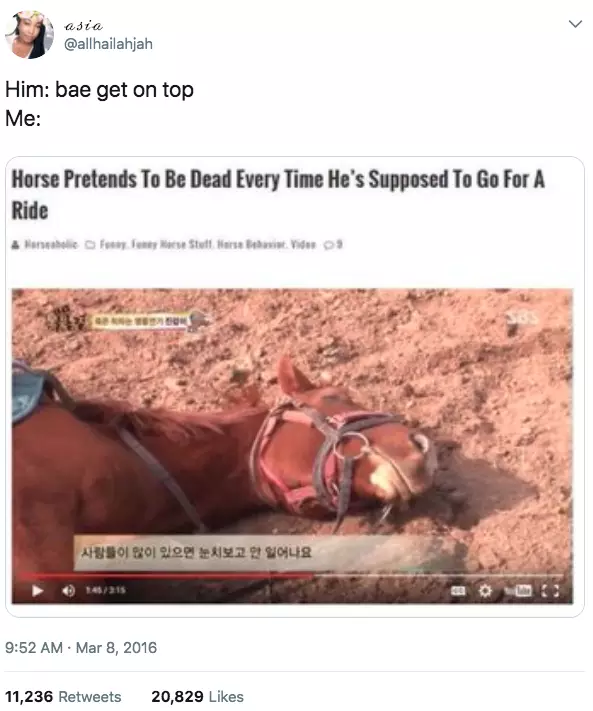 asia
@allhailahjah
Him: bae get on top
Me:
Horse Pretends To Be Dead Every Time He's Supposed To Go For A
Ride
Horseaholic Funny, Funny Horse Stuff, Horse Behavior, Video 9
SBS
사람들이 많이 있으면 눈치보고 안 일어나요
1:45 / 3:15
9:52 AM · Mar 8, 2016
11,236 Retweets 20,829 Likes